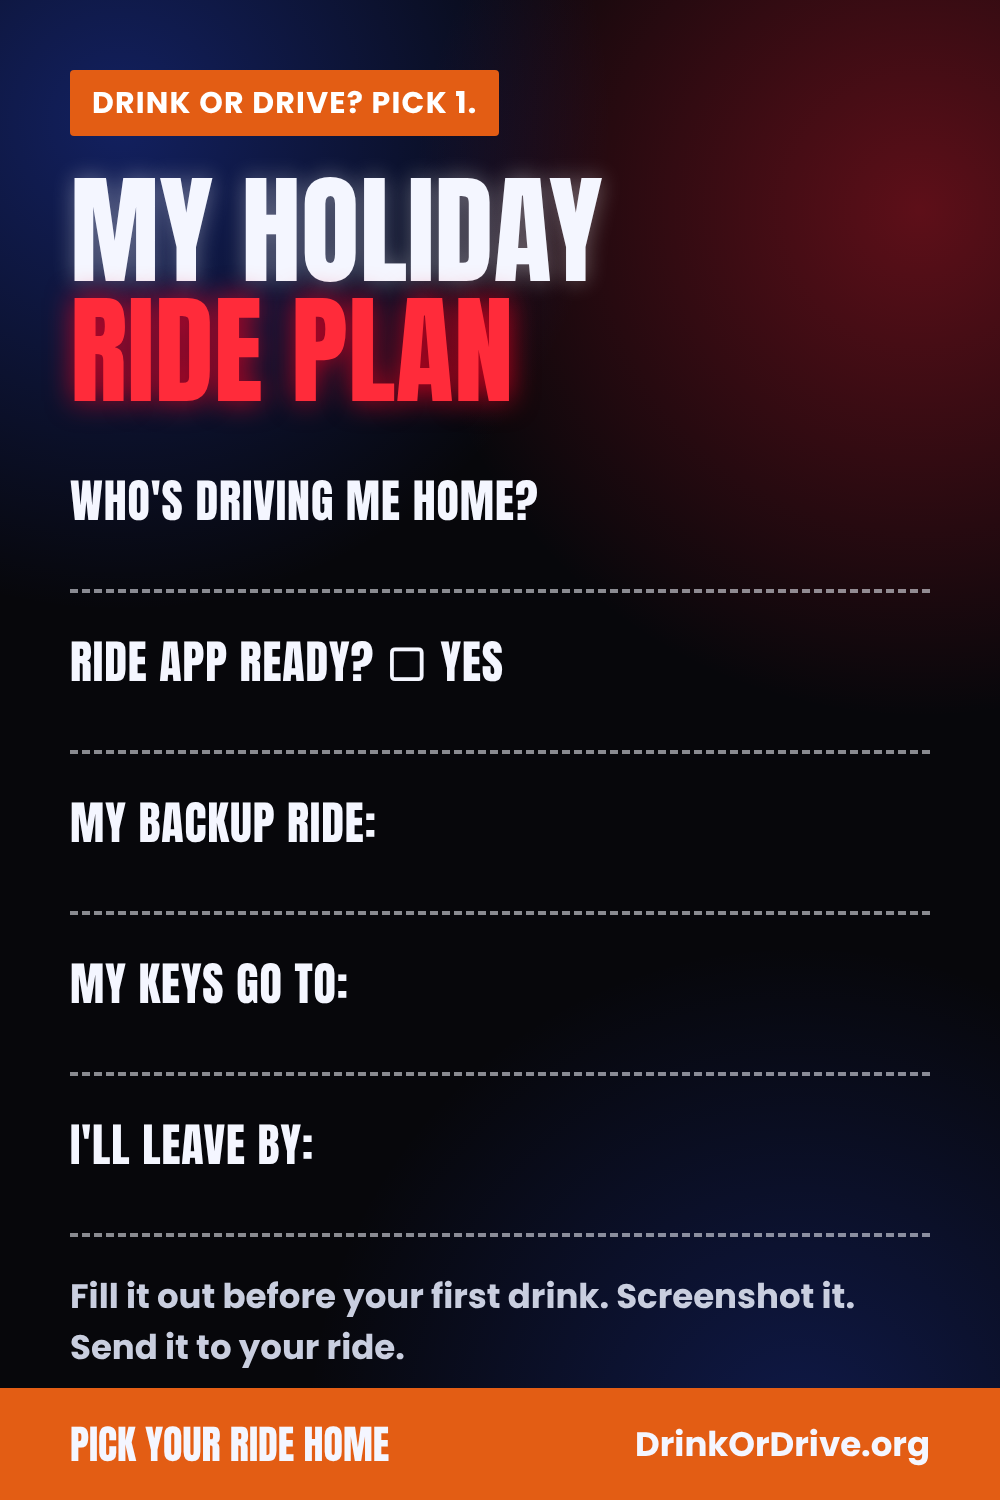 DRINK OR DRIVE? PICK 1.
MY HOLIDAY
RIDE PLAN
WHO'S DRIVING ME HOME?
RIDE APP READY? ☐ YES
MY BACKUP RIDE:
MY KEYS GO TO:
I'LL LEAVE BY:
Fill it out before your first drink. Screenshot it.
Send it to your ride.
PICK YOUR RIDE HOME
DrinkOrDrive.org